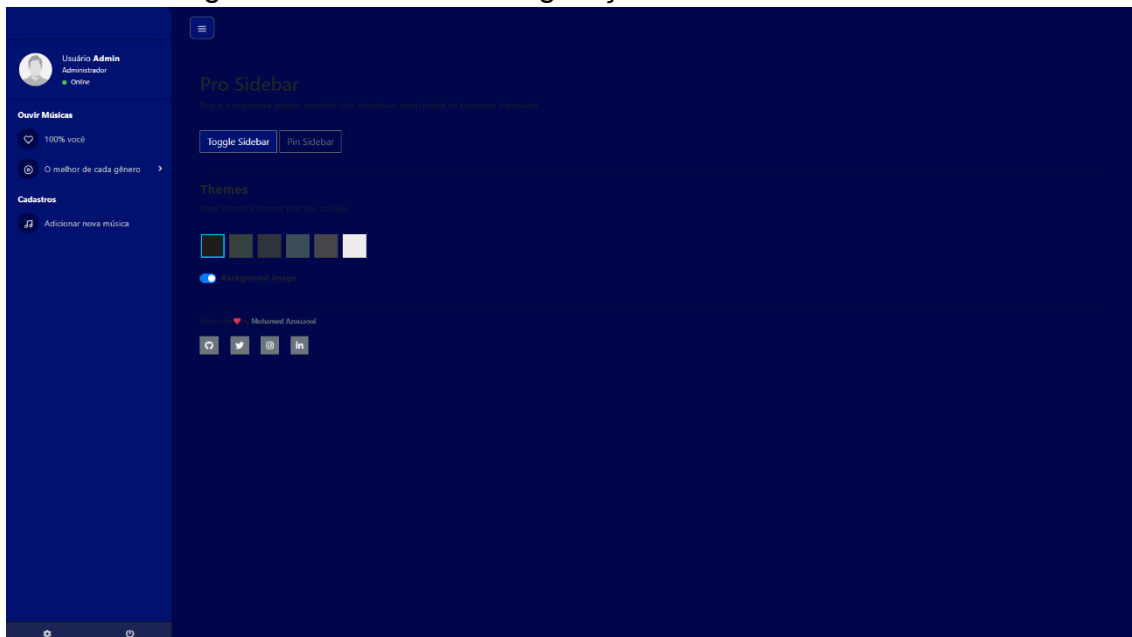 Usuário Admin
Administrador
Online
Ouvir Músicas
100% você
O melhor de cada gênero
Cadastros
Adicionar nova música
Pro Sidebar
This is a responsive sidebar template with dropdown menu based on bootstrap framework.
Toggle Sidebar
Pin Sidebar
Themes
Here are more themes that you can use
Background Image
Mohamed Azouaoui